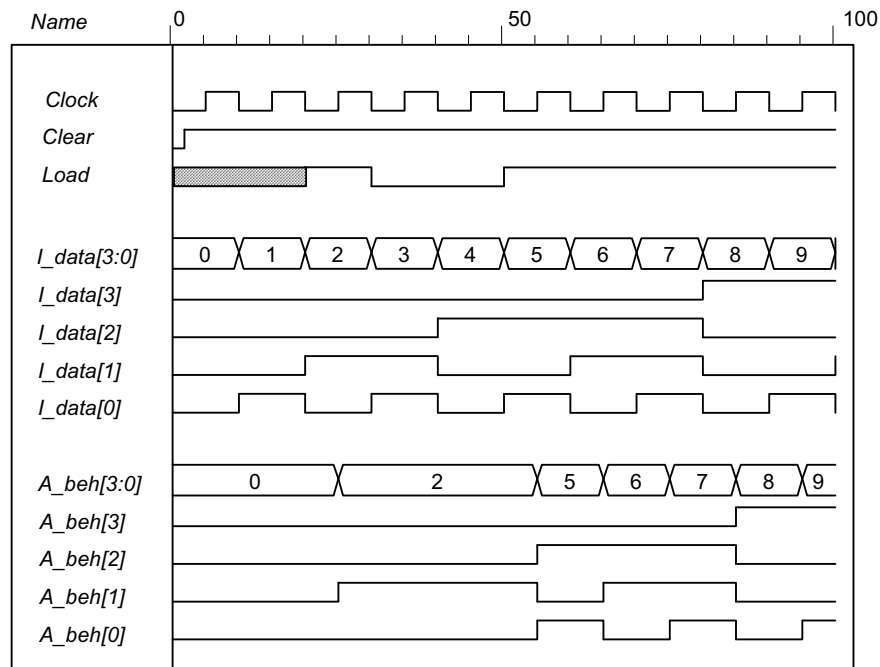 Name 0 50 100
Clock
Clear
Load
I_data[3:0] 0 1 2 3 4 5 6 7 8 9
I_data[3]
I_data[2]
I_data[1]
I_data[0]
A_beh[3:0] 0 2 5 6 7 8 9
A_beh[3]
A_beh[2]
A_beh[1]
A_beh[0]